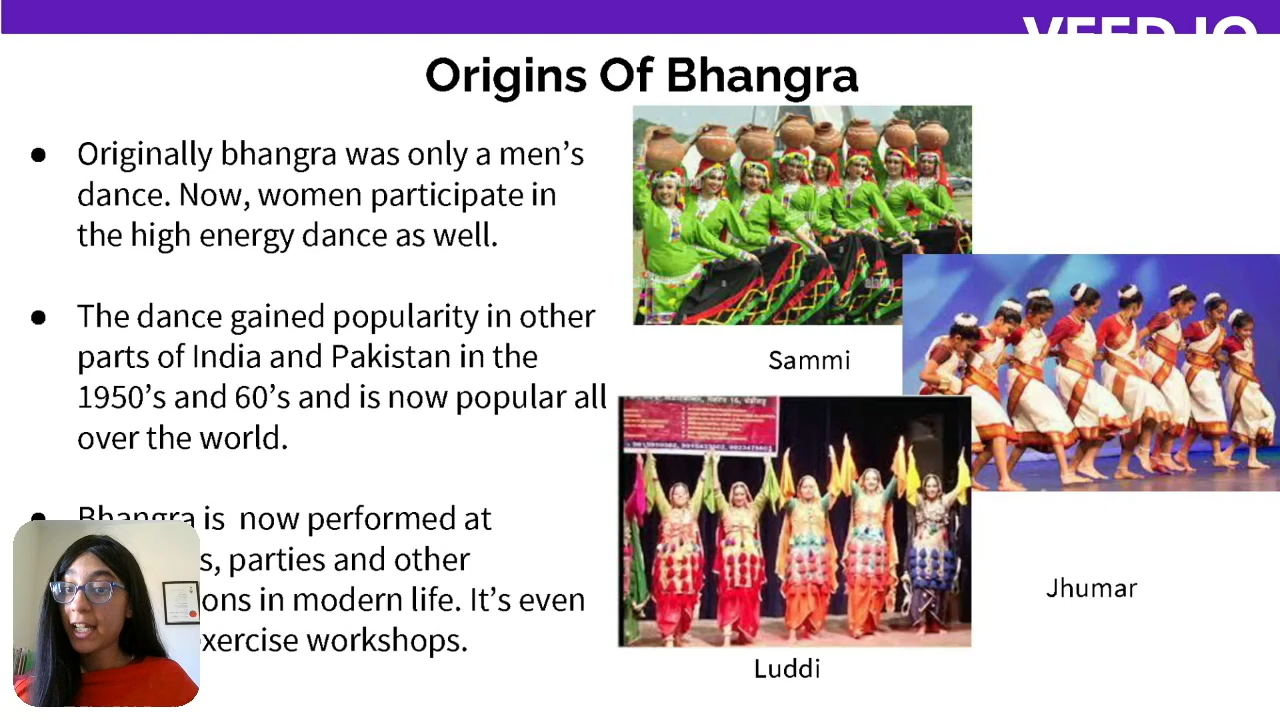 VEED.IO
Origins Of Bhangra
● Originally bhangra was only a men's
dance. Now, women participate in
the high energy dance as well.
● The dance gained popularity in other
parts of India and Pakistan in the
1950's and 60's and is now popular all
over the world.
● Bhangra is now performed at
s, parties and other
ons in modern life. It's even
xercise workshops.
Sammi
Jhumar
Luddi